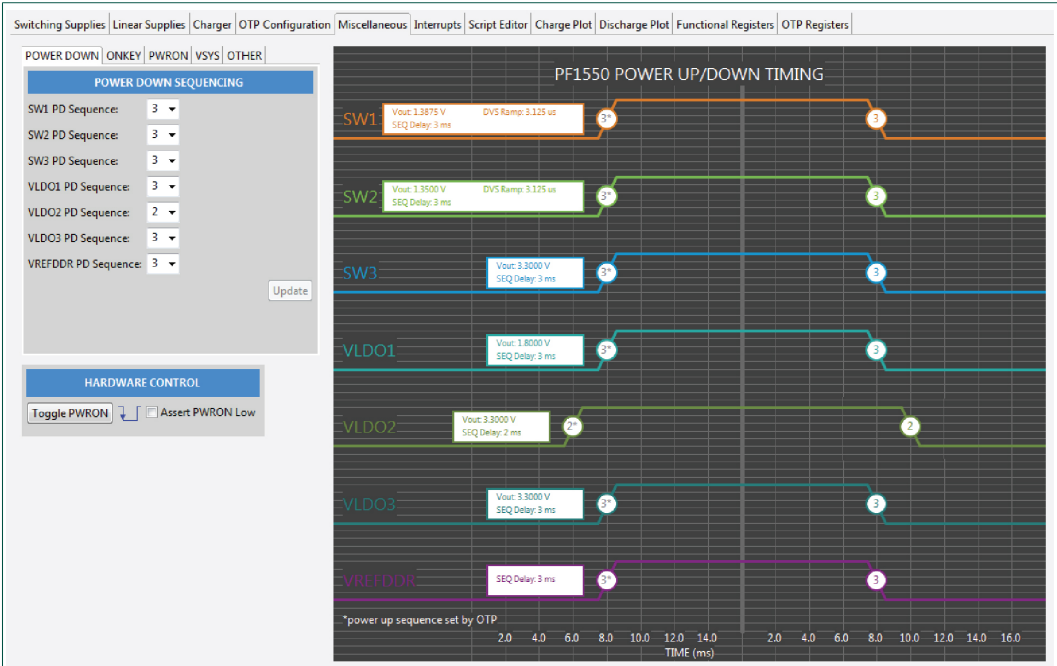 Switching Supplies Linear Supplies Charger OTP Configuration Miscellaneous Interrupts Script Editor Charge Plot Discharge Plot Functional Registers OTP Registers
POWER DOWN ONKEY PWRON VSYS OTHER
POWER DOWN SEQUENCING
SW1 PD Sequence: 3
SW2 PD Sequence: 3
SW3 PD Sequence: 3
VLDO1 PD Sequence: 3
VLDO2 PD Sequence: 2
VLDO3 PD Sequence: 3
VREFDDR PD Sequence: 3
Update
HARDWARE CONTROL
Toggle PWRON Assert PWRON Low
PF1550 POWER UP/DOWN TIMING
SW1
Vout: 1.3875 V DVS Ramp: 3.125 us
SEQ Delay: 3 ms
3* 3
SW2
Vout: 1.3500 V DVS Ramp: 3.125 us
SEQ Delay: 3 ms
3* 3
SW3
Vout: 3.3000 V
SEQ Delay: 3 ms
3* 3
VLDO1
Vout: 1.8000 V
SEQ Delay: 3 ms
3* 3
VLDO2
Vout: 3.3000 V
SEQ Delay: 2 ms
2* 2
VLDO3
Vout: 3.3000 V
SEQ Delay: 3 ms
3* 3
VREFDDR
SEQ Delay: 3 ms
3* 3
*power up sequence set by OTP
2.0 4.0 6.0 8.0 10.0 12.0 14.0 2.0 4.0 6.0 8.0 10.0 12.0 14.0 16.0
TIME (ms)